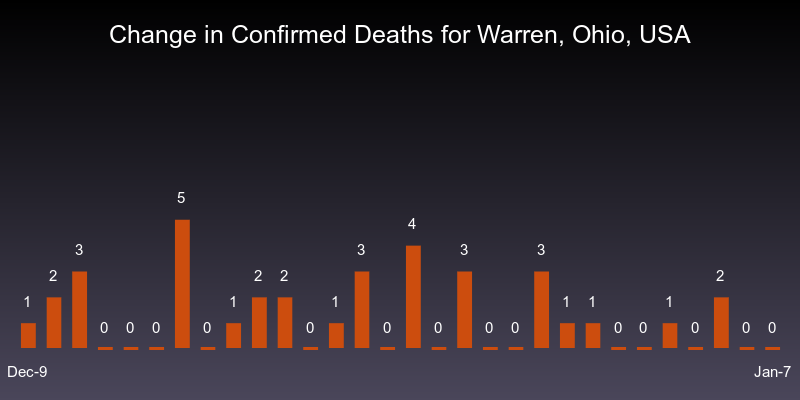 Change in Confirmed Deaths for Warren, Ohio, USA
1 2 3 0 0 0 5 0 1 2 2 0 1 3 0 4 0 3 0 0 3 1 1 0 0 1 0 2 0 0
Dec-9 Jan-7